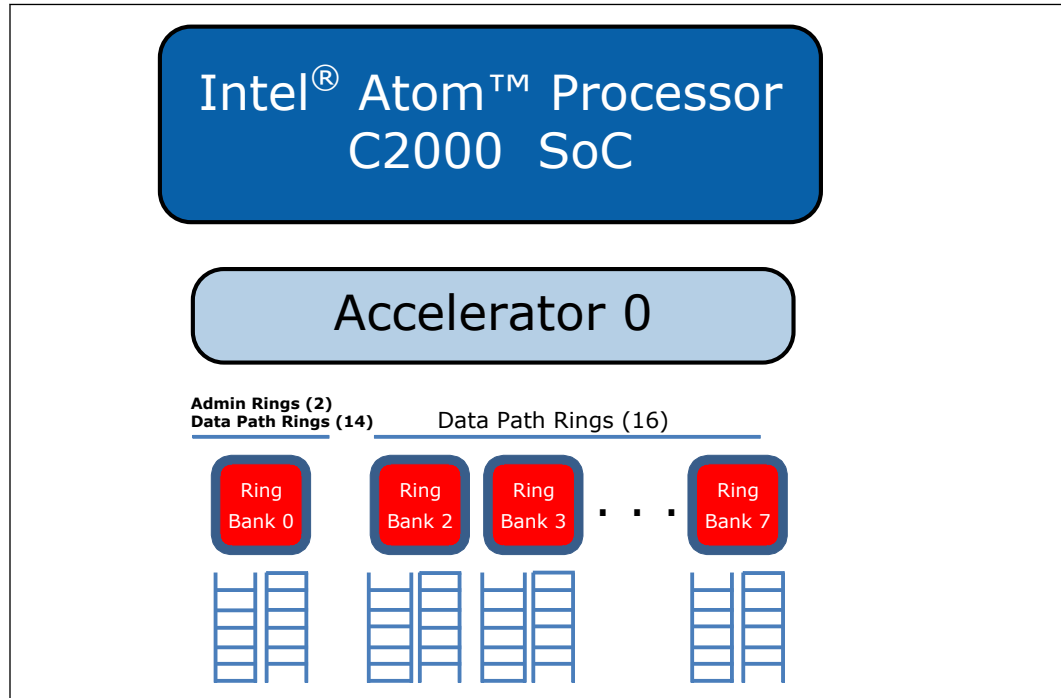 Intel® Atom™ Processor
C2000 SoC
Accelerator 0
Admin Rings (2)
Data Path Rings (14)
Data Path Rings (16)
Ring
Bank 0
Ring
Bank 2
Ring
Bank 3
. . .
Ring
Bank 7